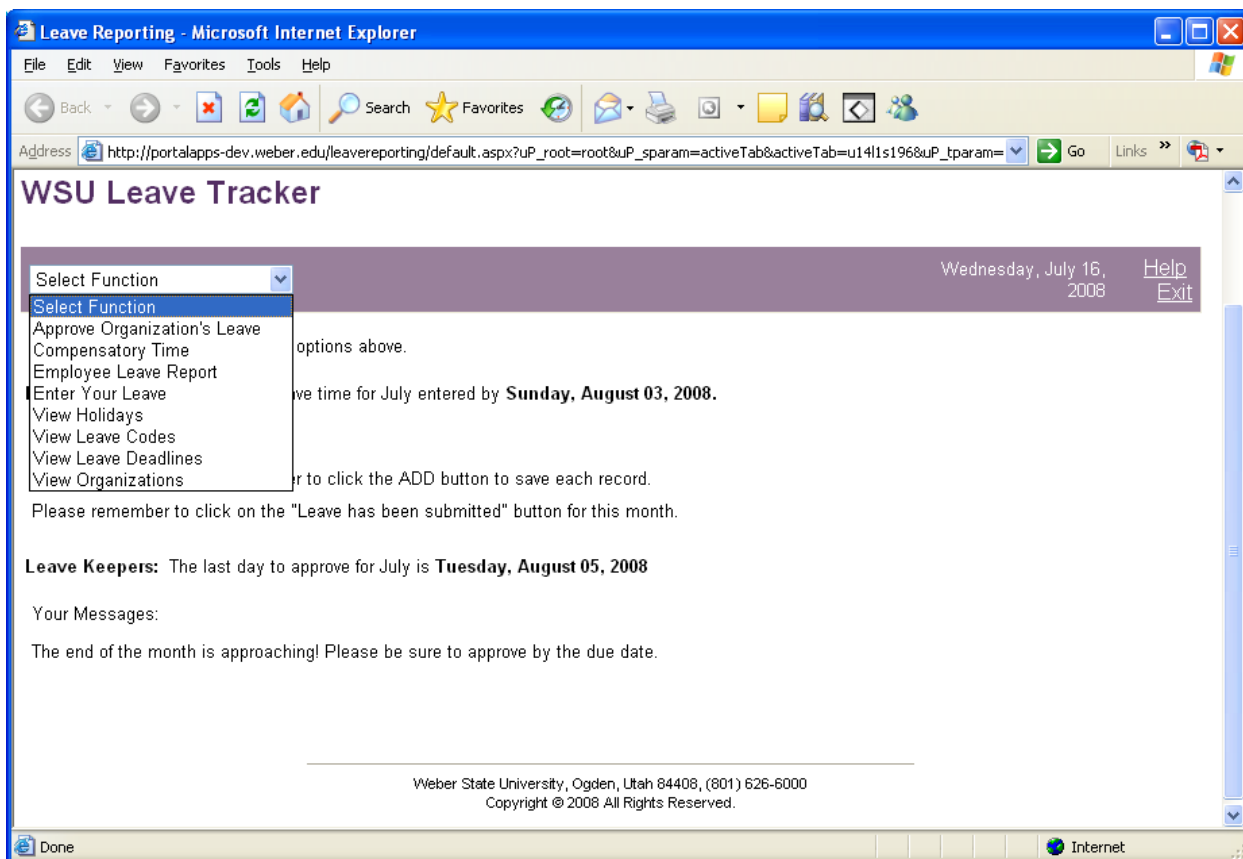 Leave Reporting - Microsoft Internet Explorer
File Edit View Favorites Tools Help
Back Search Favorites
Address http://portalapps-dev.weber.edu/leavereporting/default.aspx?uP_root=root&uP_sparam=activeTab&activeTab=u14l1s196&uP_tparam= Go Links »
WSU Leave Tracker
Select Function
Wednesday, July 16, 2008
Help
Exit
Select Function
Approve Organization's Leave
Compensatory Time
Employee Leave Report
Enter Your Leave
View Holidays
View Leave Codes
View Leave Deadlines
View Organizations
options above.
time for July entered by Sunday, August 03, 2008.
to click the ADD button to save each record.
Please remember to click on the "Leave has been submitted" button for this month.
Leave Keepers: The last day to approve for July is Tuesday, August 05, 2008
Your Messages:
The end of the month is approaching! Please be sure to approve by the due date.
Weber State University, Ogden, Utah 84408, (801) 626-6000
Copyright © 2008 All Rights Reserved.
Done Internet